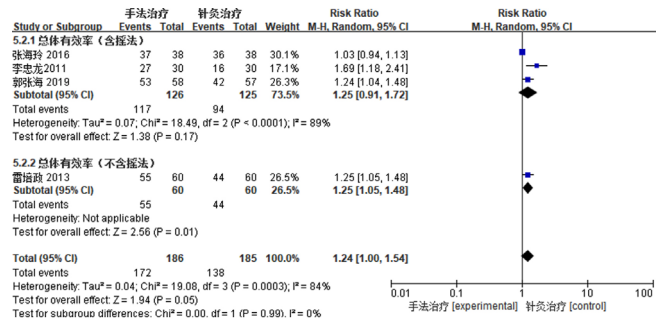 手法治疗 针灸治疗 Risk Ratio Risk Ratio
Study or Subgroup Events Total Events Total Weight M-H, Random, 95% CI M-H, Random, 95% CI
5.2.1 总体有效率（含摇法）
张海玲 2016 37 38 36 38 30.1% 1.03 [0.94, 1.13]
李忠龙2011 27 30 16 30 17.1% 1.69 [1.18, 2.41]
郭张海 2019 53 58 42 57 26.3% 1.24 [1.04, 1.48]
Subtotal (95% CI) 126 125 73.5% 1.25 [0.91, 1.72]
Total events 117 94
Heterogeneity: Tau² = 0.07; Chi² = 18.49, df = 2 (P < 0.0001); I² = 89%
Test for overall effect: Z = 1.38 (P = 0.17)
5.2.2 总体有效率（不含摇法）
雷培政 2013 55 60 44 60 26.5% 1.25 [1.05, 1.48]
Subtotal (95% CI) 60 60 26.5% 1.25 [1.05, 1.48]
Total events 55 44
Heterogeneity: Not applicable
Test for overall effect: Z = 2.56 (P = 0.01)
Total (95% CI) 186 185 100.0% 1.24 [1.00, 1.54]
Total events 172 138
Heterogeneity: Tau² = 0.04; Chi² = 19.08, df = 3 (P = 0.0003); I² = 84%
Test for overall effect: Z = 1.94 (P = 0.05)
Test for subgroup differences: Chi² = 0.00, df = 1 (P = 0.99), I² = 0%
0.01 0.1 1 10 100
手法治疗 [experimental] 针灸治疗 [control]